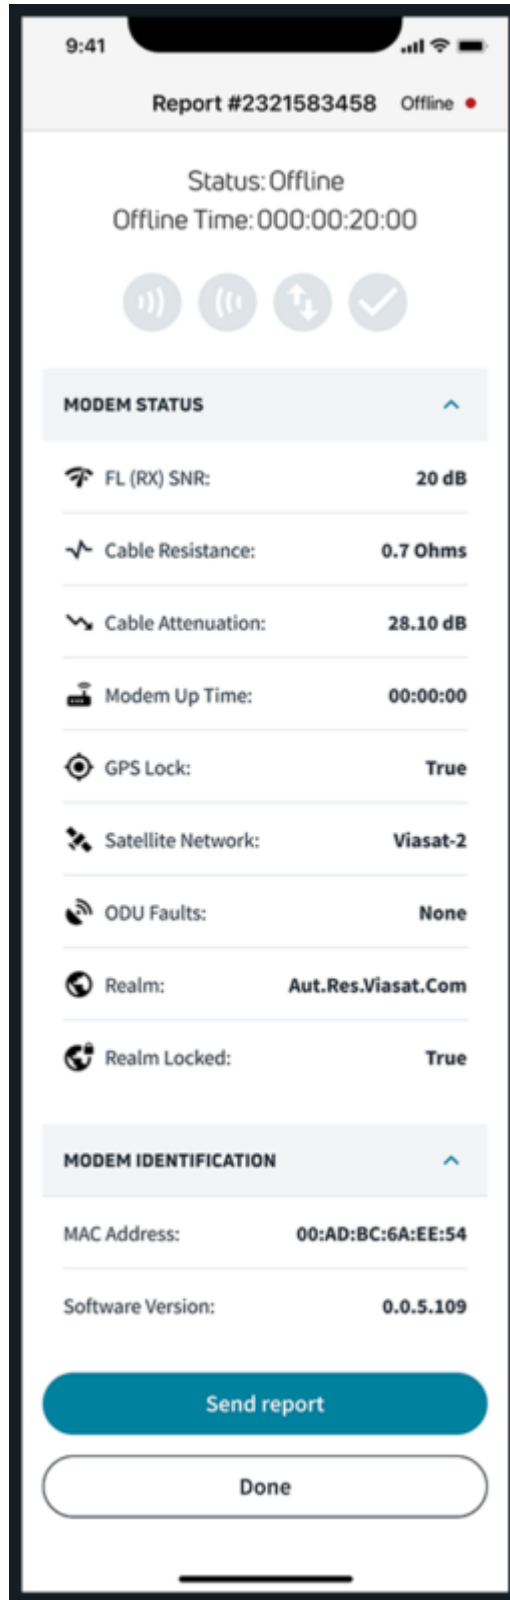 9:41
Report #2321583458 Offline
Status: Offline
Offline Time: 000:00:20:00
MODEM STATUS
FL (RX) SNR: 20 dB
Cable Resistance: 0.7 Ohms
Cable Attenuation: 28.10 dB
Modem Up Time: 00:00:00
GPS Lock: True
Satellite Network: Viasat-2
ODU Faults: None
Realm: Aut.Res.Viasat.Com
Realm Locked: True
MODEM IDENTIFICATION
MAC Address: 00:AD:BC:6A:EE:54
Software Version: 0.0.5.109
Send report
Done